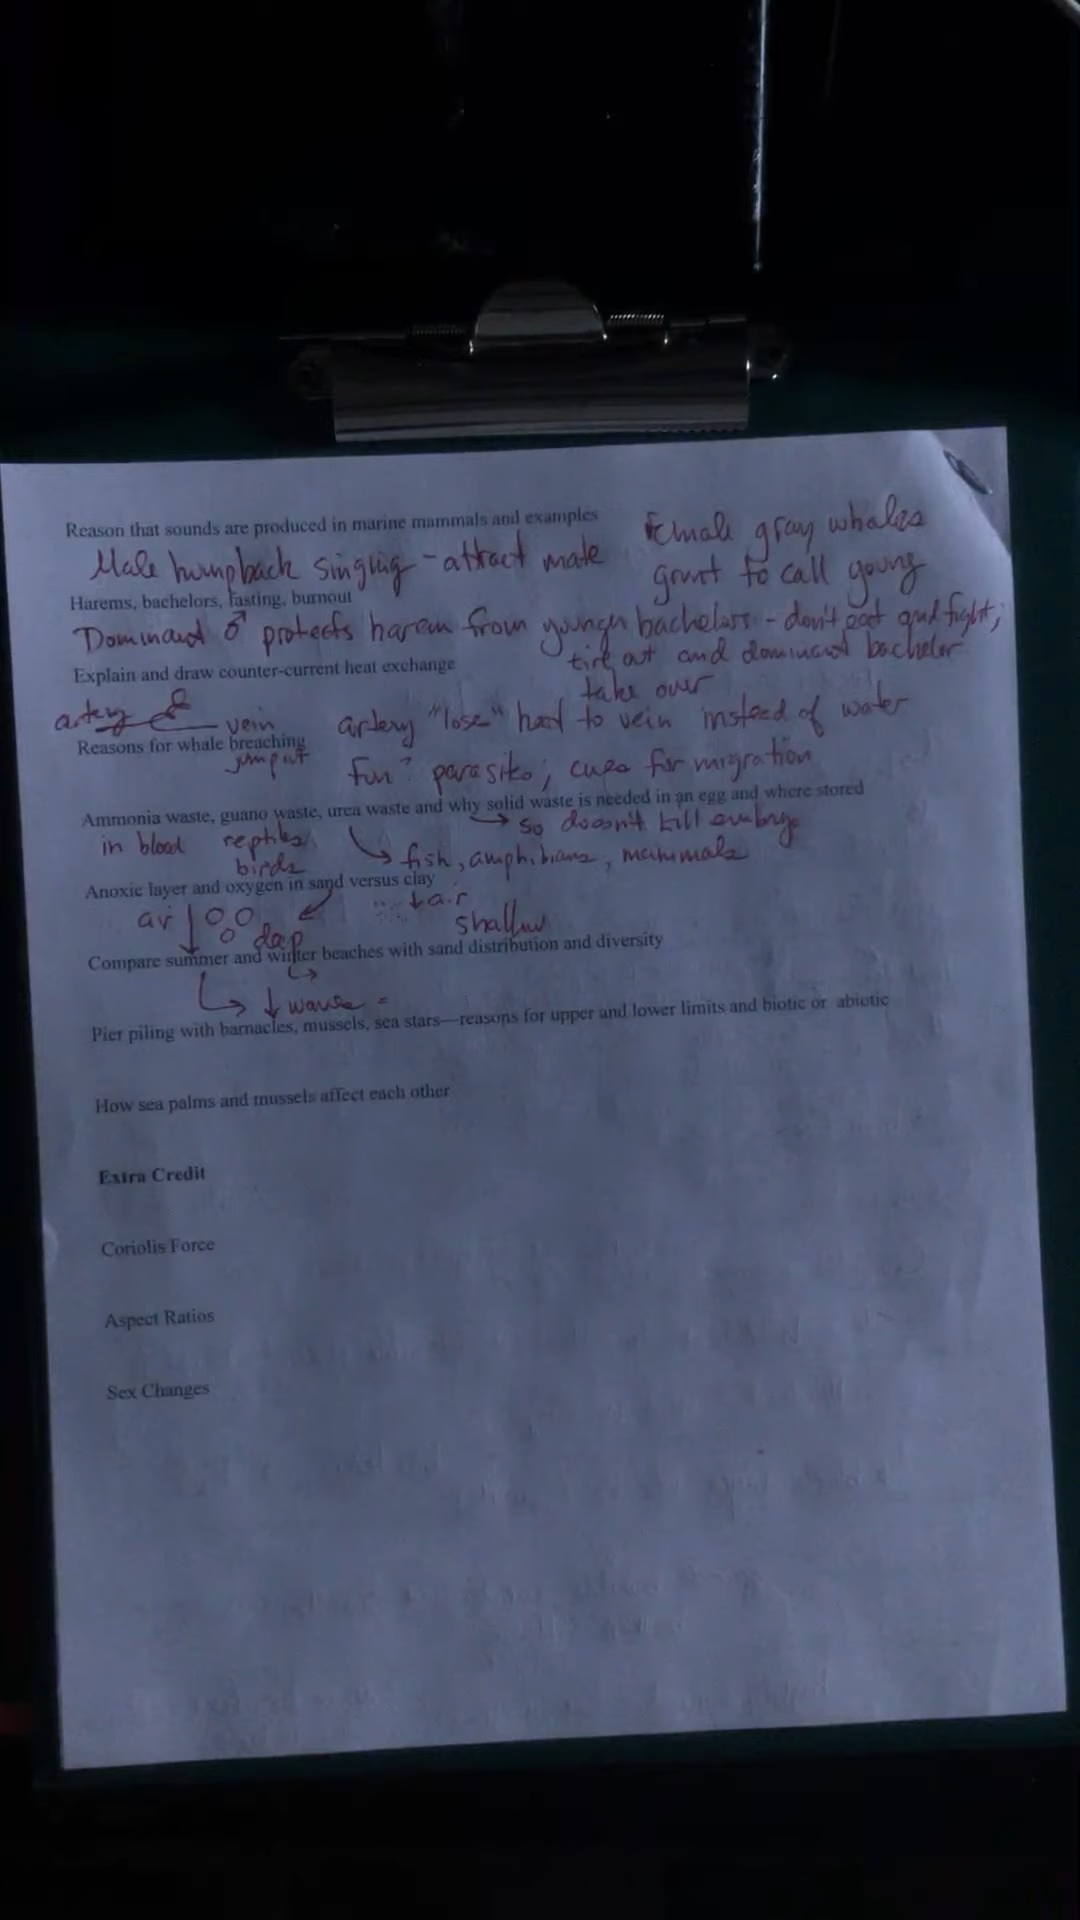 Reason that sounds are produced in marine mammals and examples
Female gray whales
Male humpback singing - attract mate
grunt to call young
Harems, bachelors, fasting, burnout
Dominant ♂ protects harem from younger bachelors - don't eat and fight;
tire out and dominant bachelor
take over
Explain and draw counter-current heat exchange
artery
vein
artery "lose" heat to vein instead of water
Reasons for whale breaching
jump out
fun? parasites, cues for migration
Ammonia waste, guano waste, urea waste and why solid waste is needed in an egg and where stored
→ so doesn't kill embryo
in blood
reptiles
birds
→ fish, amphibians, mammals
Anoxic layer and oxygen in sand versus clay
air ↓
deep
↓ air
shallow
Compare summer and winter beaches with sand distribution and diversity
→ ↓ waves =
Pier piling with barnacles, mussels, sea stars—reasons for upper and lower limits and biotic or abiotic
How sea palms and mussels affect each other
Extra Credit
Coriolis Force
Aspect Ratios
Sex Changes